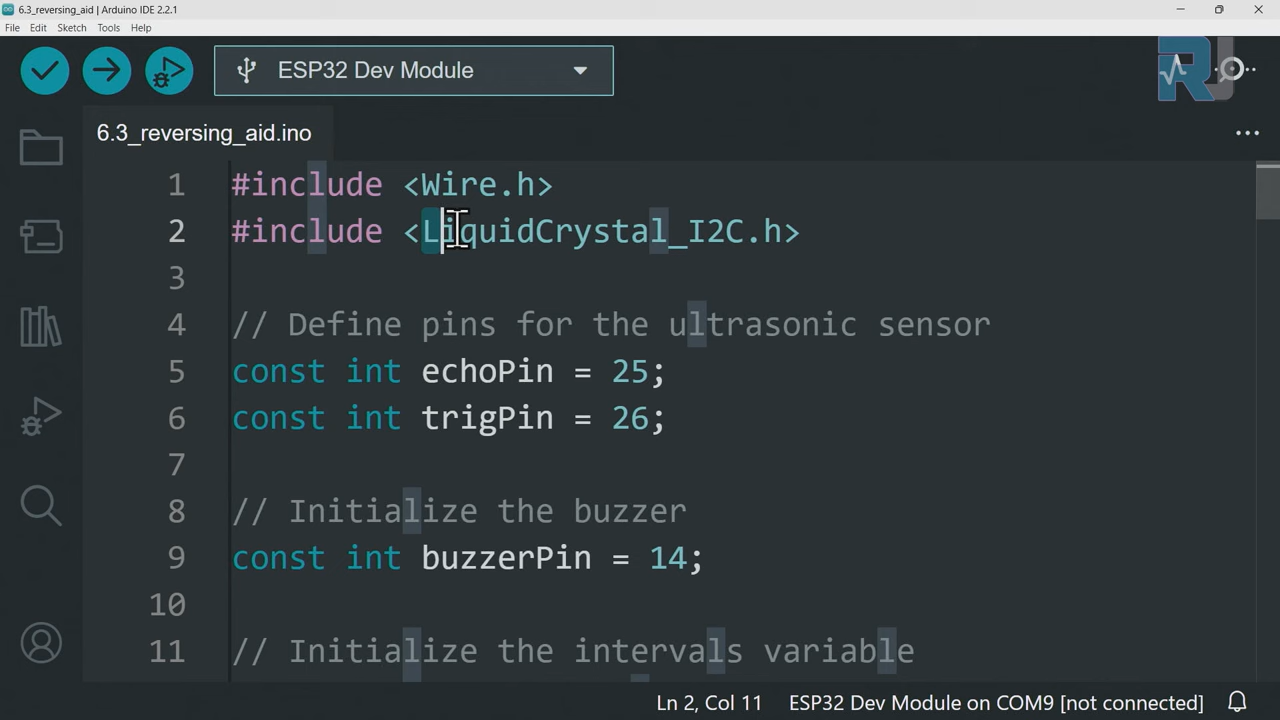 6.3_reversing_aid | Arduino IDE 2.2.1
File Edit Sketch Tools Help
ESP32 Dev Module
RJ
6.3_reversing_aid.ino
1 #include <Wire.h>
2 #include <LiquidCrystal_I2C.h>
3
4 // Define pins for the ultrasonic sensor
5 const int echoPin = 25;
6 const int trigPin = 26;
7
8 // Initialize the buzzer
9 const int buzzerPin = 14;
10
11 // Initialize the intervals variable
Ln 2, Col 11 ESP32 Dev Module on COM9 [not connected]